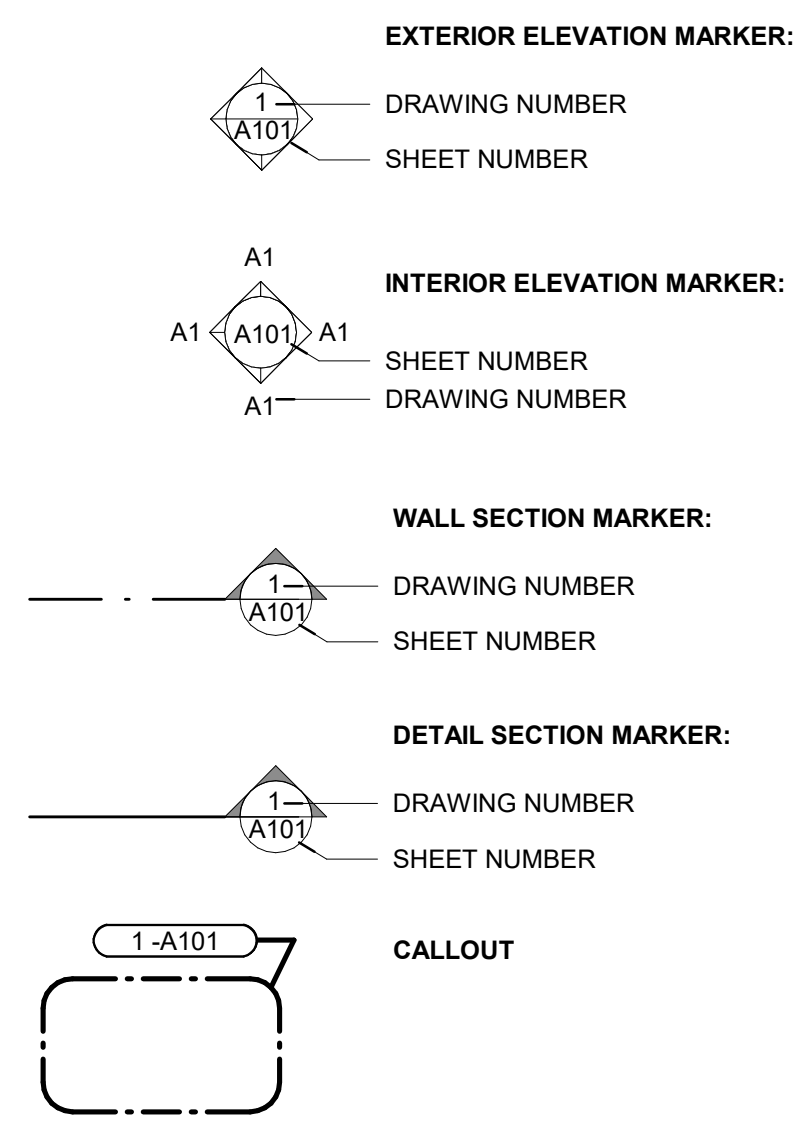 EXTERIOR ELEVATION MARKER:
1
DRAWING NUMBER
A101
SHEET NUMBER
A1
INTERIOR ELEVATION MARKER:
A1 A101 A1
SHEET NUMBER
A1
DRAWING NUMBER
WALL SECTION MARKER:
1
DRAWING NUMBER
A101
SHEET NUMBER
DETAIL SECTION MARKER:
1
DRAWING NUMBER
A101
SHEET NUMBER
1 -A101
CALLOUT